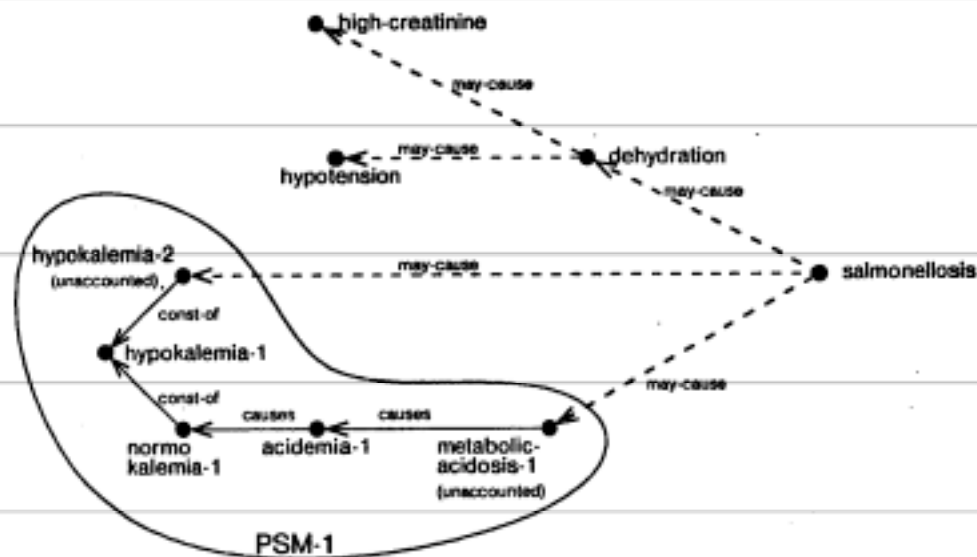 high-creatinine
may-cause
may-cause
dehydration
hypotension
may-cause
hypokalemia-2
(unaccounted)
may-cause
salmonellosis
const-of
hypokalemia-1
may-cause
const-of
causes
causes
normo
kalemia-1
acidemia-1
metabolic-
acidosis-1
(unaccounted)
PSM-1